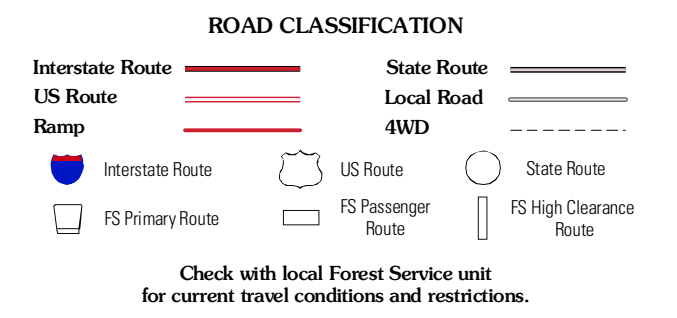 ROAD CLASSIFICATION
Interstate Route
State Route
US Route
Local Road
Ramp
4WD
Interstate Route
US Route
State Route
FS Primary Route
FS Passenger
Route
FS High Clearance
Route
Check with local Forest Service unit
for current travel conditions and restrictions.